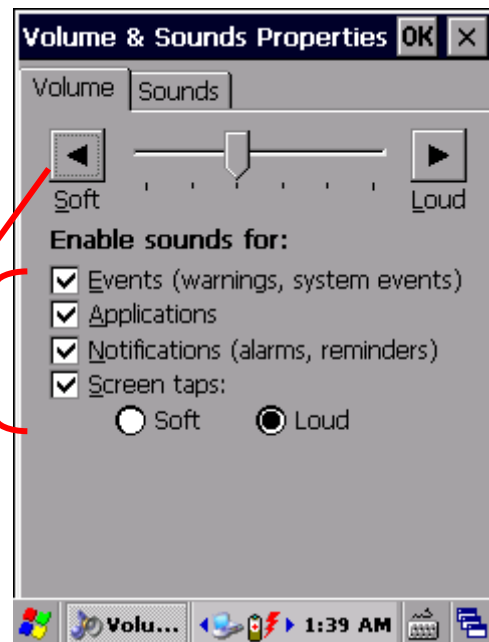 Volume & Sounds Properties OK ×
Volume Sounds
Soft Loud
Enable sounds for:
Events (warnings, system events)
Applications
Notifications (alarms, reminders)
Screen taps:
Soft Loud
Volu... 1:39 AM